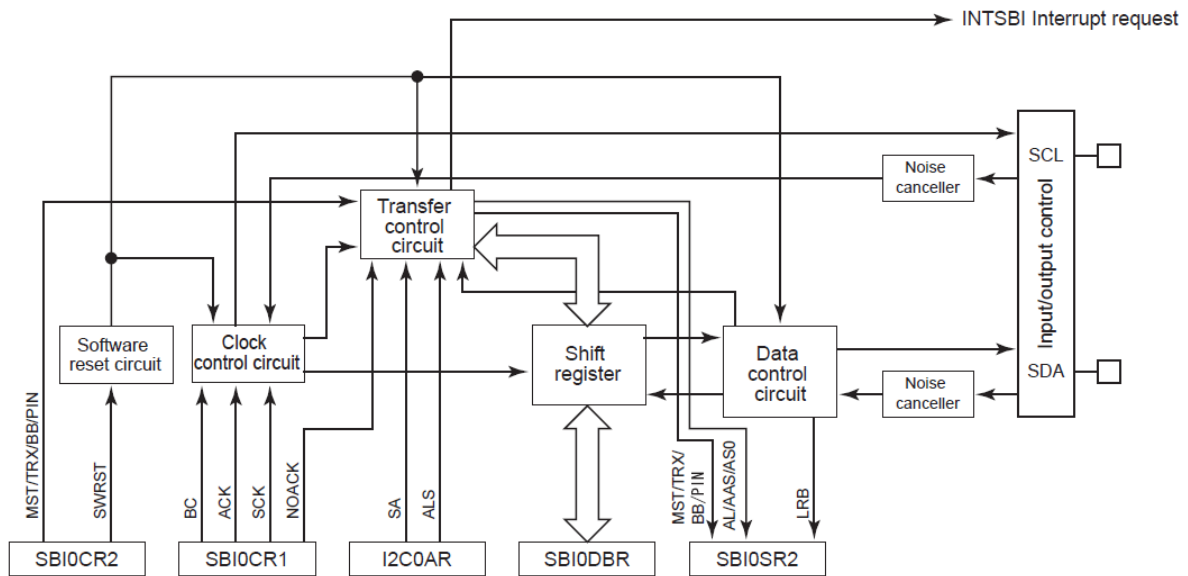 INTSBI Interrupt request
SCL
Input/output control
SDA
Noise
canceller
Transfer
control
circuit
Software
reset circuit
Clock
control circuit
Shift
register
Data
control
circuit
Noise
canceller
MST/TRX/BB/PIN
SWRST
BC
ACK
SCK
NOACK
SA
ALS
MST/TRX/
BB/PIN
AL/AAS/AS0
LRB
SBI0CR2
SBI0CR1
I2C0AR
SBI0DBR
SBI0SR2